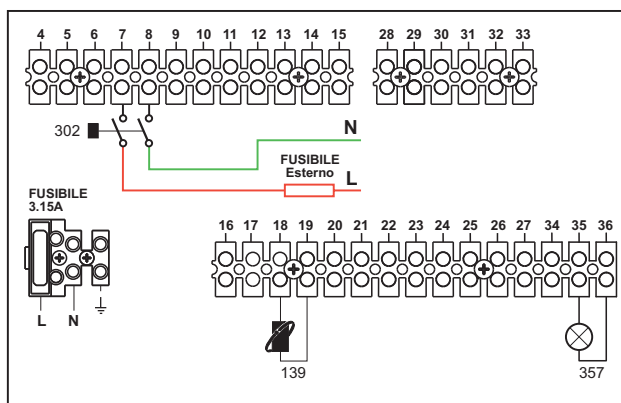 4 5 6 7 8 9 10 11 12 13 14 15
28 29 30 31 32 33
302
N
FUSIBILE
Esterno
L
FUSIBILE
3.15A
L N
16 17 18 19 20 21 22 23 24 25 26 27 34 35 36
139
357